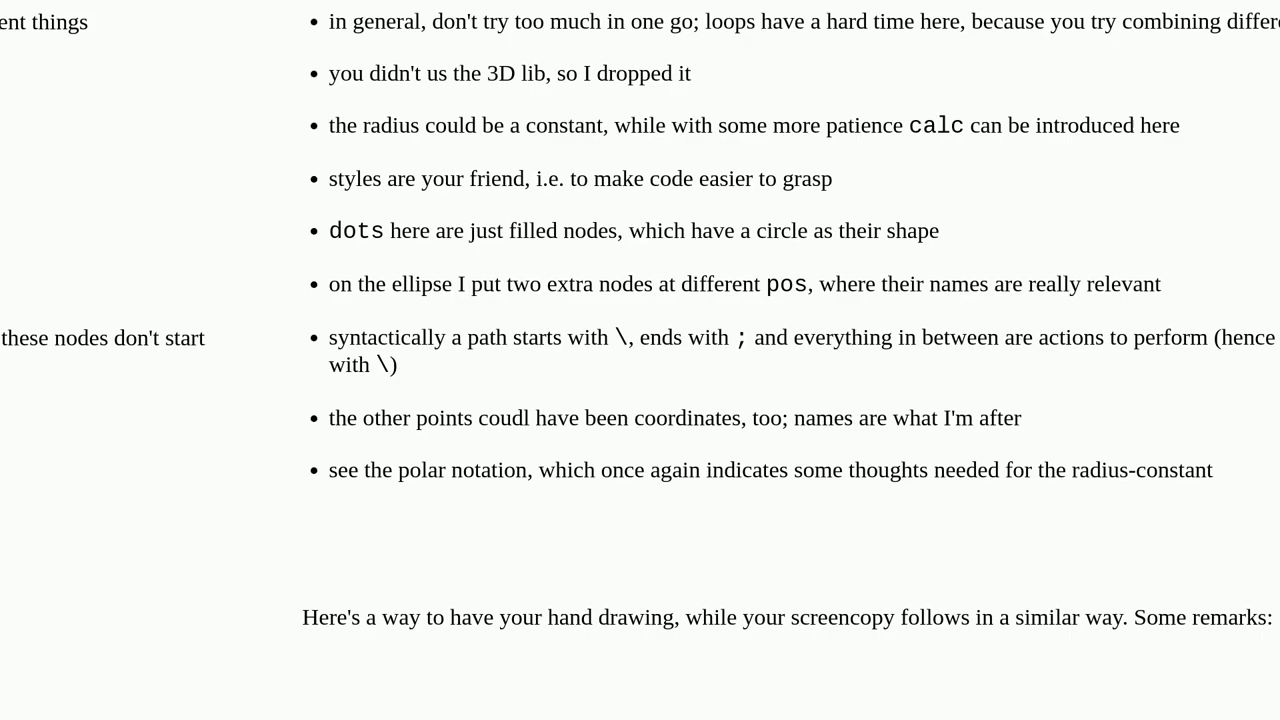 ent things
in general, don't try too much in one go; loops have a hard time here, because you try combining differe
you didn't us the 3D lib, so I dropped it
the radius could be a constant, while with some more patience calc can be introduced here
styles are your friend, i.e. to make code easier to grasp
dots here are just filled nodes, which have a circle as their shape
on the ellipse I put two extra nodes at different pos, where their names are really relevant
these nodes don't start
syntactically a path starts with \, ends with ; and everything in between are actions to perform (hence
with \)
the other points coudl have been coordinates, too; names are what I'm after
see the polar notation, which once again indicates some thoughts needed for the radius-constant
Here's a way to have your hand drawing, while your screencopy follows in a similar way. Some remarks: